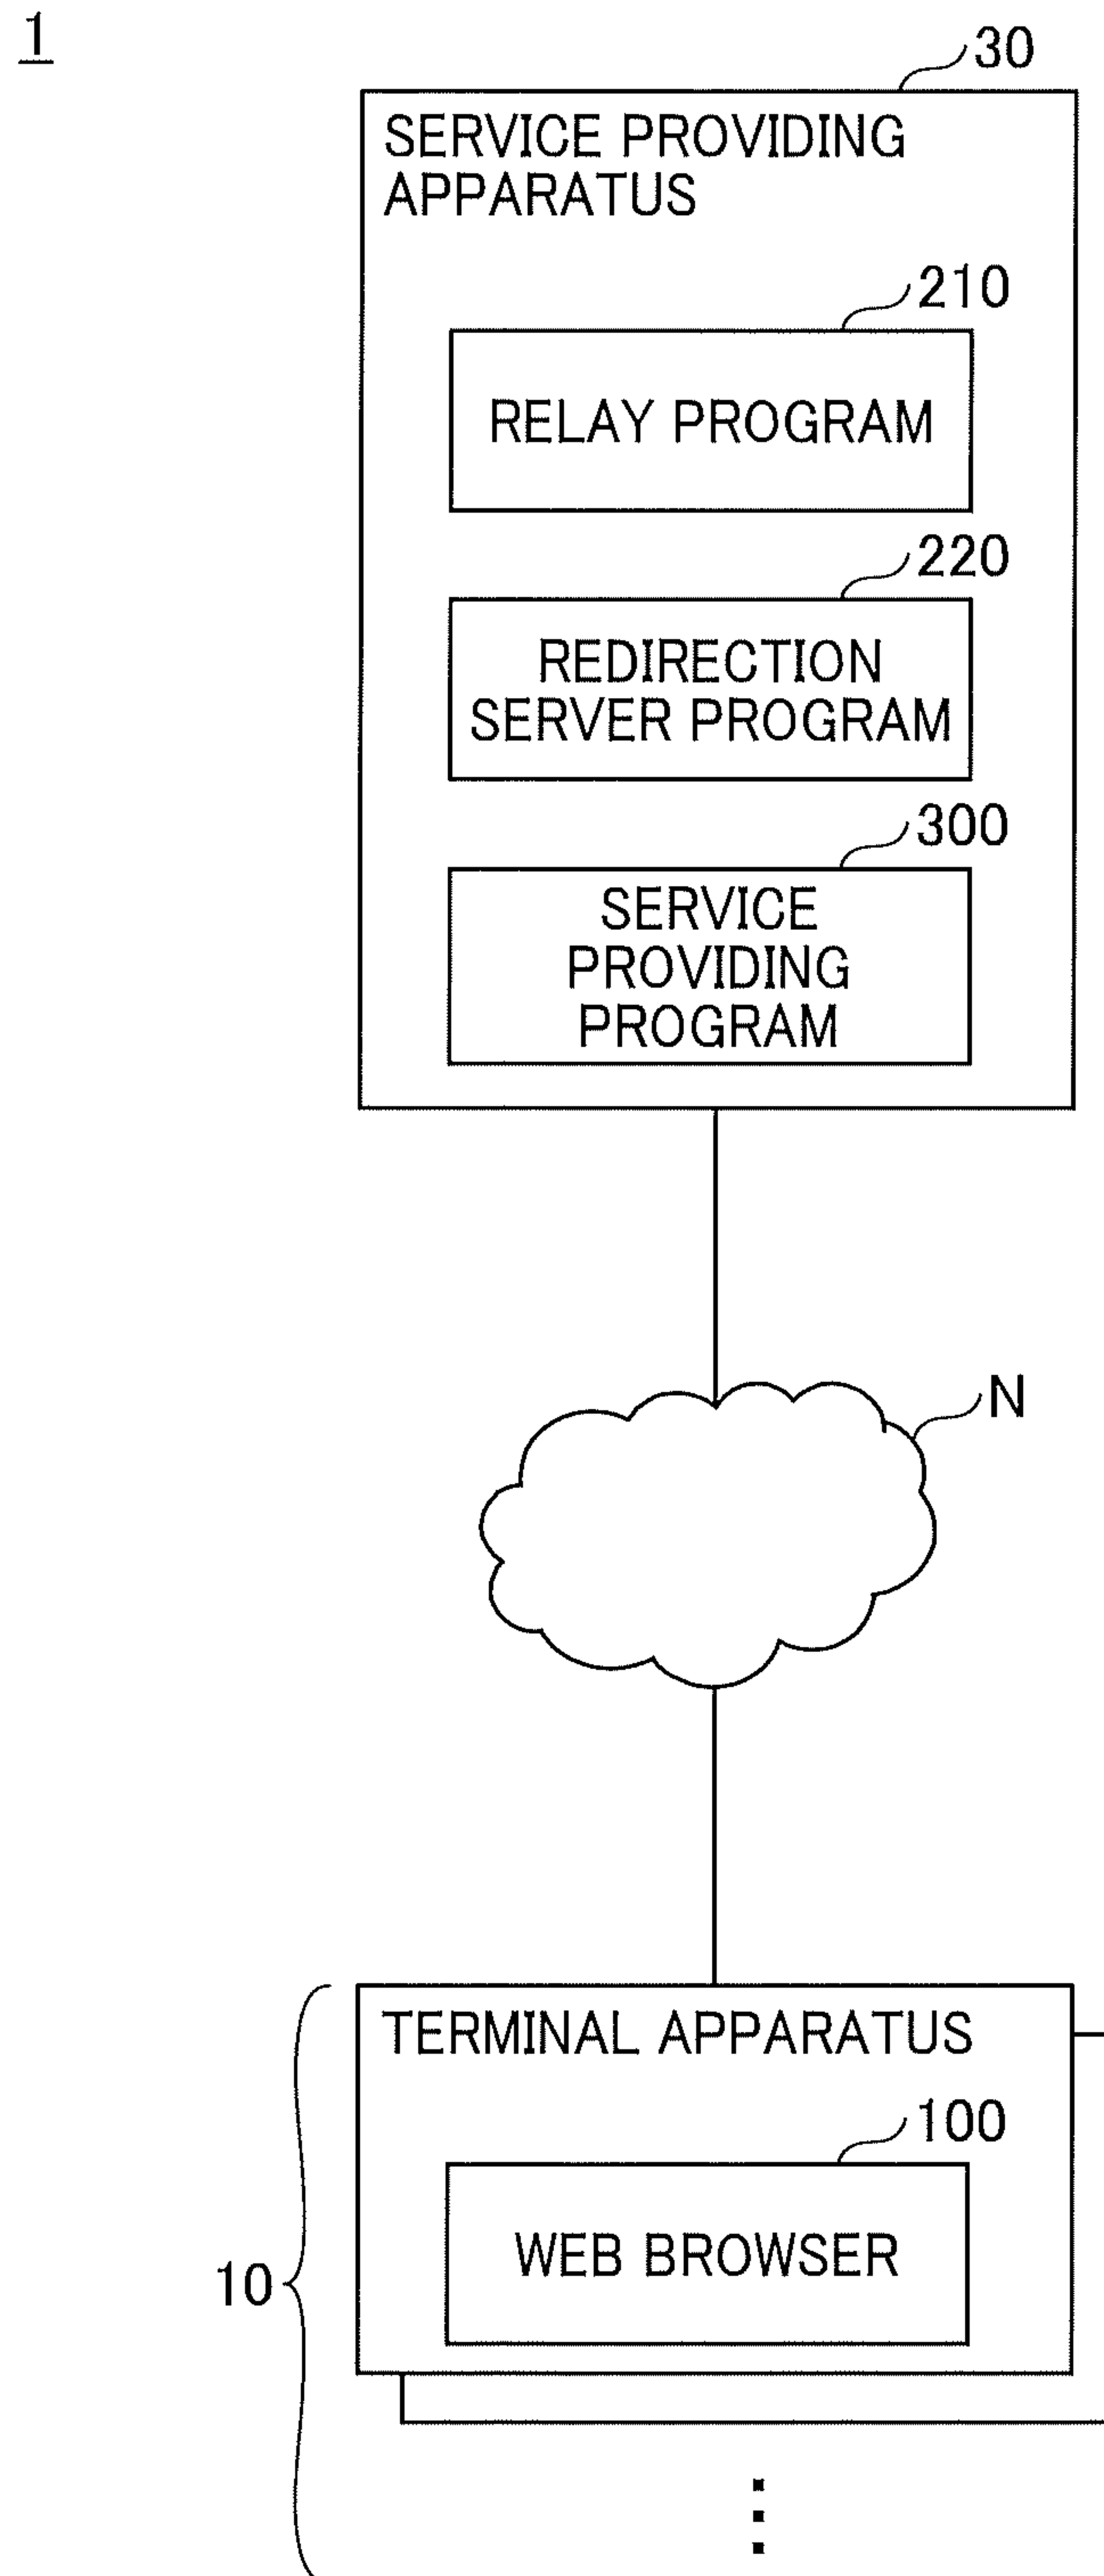 1
30
SERVICE PROVIDING
APPARATUS
210
RELAY PROGRAM
220
REDIRECTION
SERVER PROGRAM
300
SERVICE
PROVIDING
PROGRAM
N
TERMINAL APPARATUS
100
WEB BROWSER
10